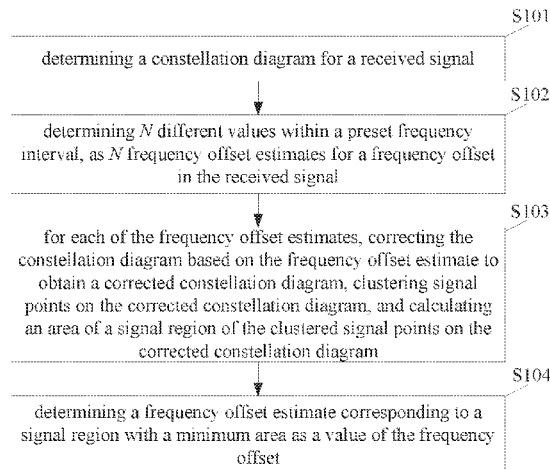 S101
determining a constellation diagram for a received signal
S102
determining N different values within a preset frequency
interval, as N frequency offset estimates for a frequency offset
in the received signal
S103
for each of the frequency offset estimates, correcting the
constellation diagram based on the frequency offset estimate to
obtain a corrected constellation diagram, clustering signal
points on the corrected constellation diagram, and calculating
an area of a signal region of the clustered signal points on the
corrected constellation diagram
S104
determining a frequency offset estimate corresponding to a
signal region with a minimum area as a value of the frequency
offset